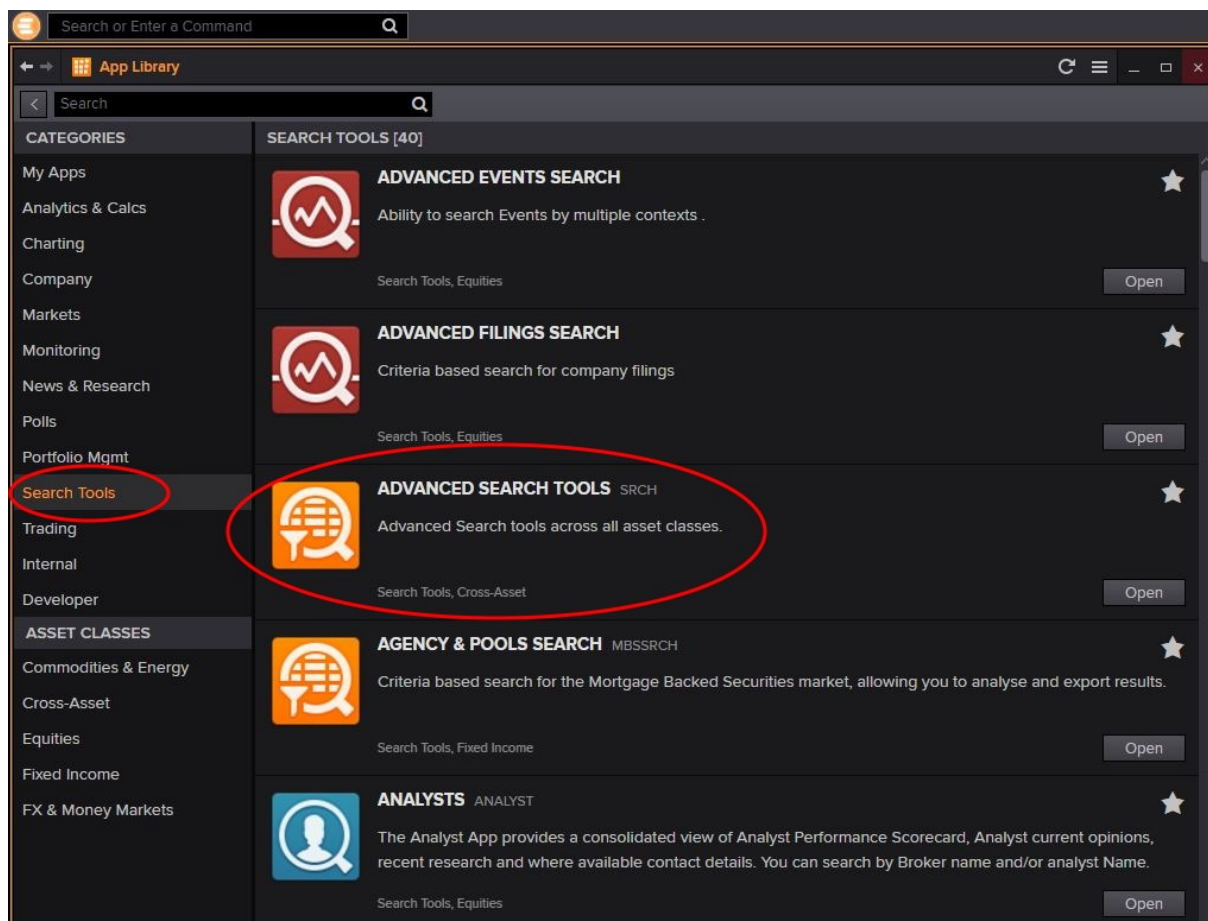 Search or Enter a Command
App Library
Search
CATEGORIES
My Apps
Analytics & Calcs
Charting
Company
Markets
Monitoring
News & Research
Polls
Portfolio Mgmt
Search Tools
Trading
Internal
Developer
ASSET CLASSES
Commodities & Energy
Cross-Asset
Equities
Fixed Income
FX & Money Markets
SEARCH TOOLS [40]
ADVANCED EVENTS SEARCH
Ability to search Events by multiple contexts .
Search Tools, Equities
Open
ADVANCED FILINGS SEARCH
Criteria based search for company filings
Search Tools, Equities
Open
ADVANCED SEARCH TOOLS SRCH
Advanced Search tools across all asset classes.
Search Tools, Cross-Asset
Open
AGENCY & POOLS SEARCH MBSSRCH
Criteria based search for the Mortgage Backed Securities market, allowing you to analyse and export results.
Search Tools, Fixed Income
Open
ANALYSTS ANALYST
The Analyst App provides a consolidated view of Analyst Performance Scorecard, Analyst current opinions,
recent research and where available contact details. You can search by Broker name and/or analyst Name.
Search Tools, Equities
Open